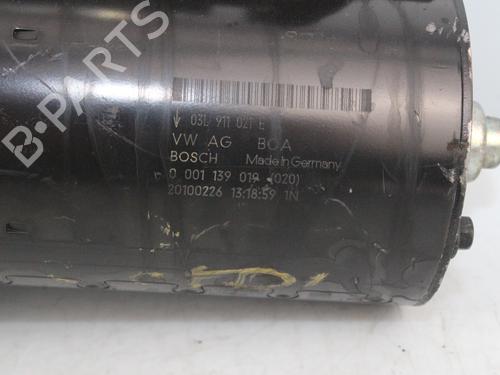 B-PARTS
03L 911 021 E
VW AG BOA
BOSCH Made in Germany
0 001 139 019 (020)
20100226 13:18:59 1N